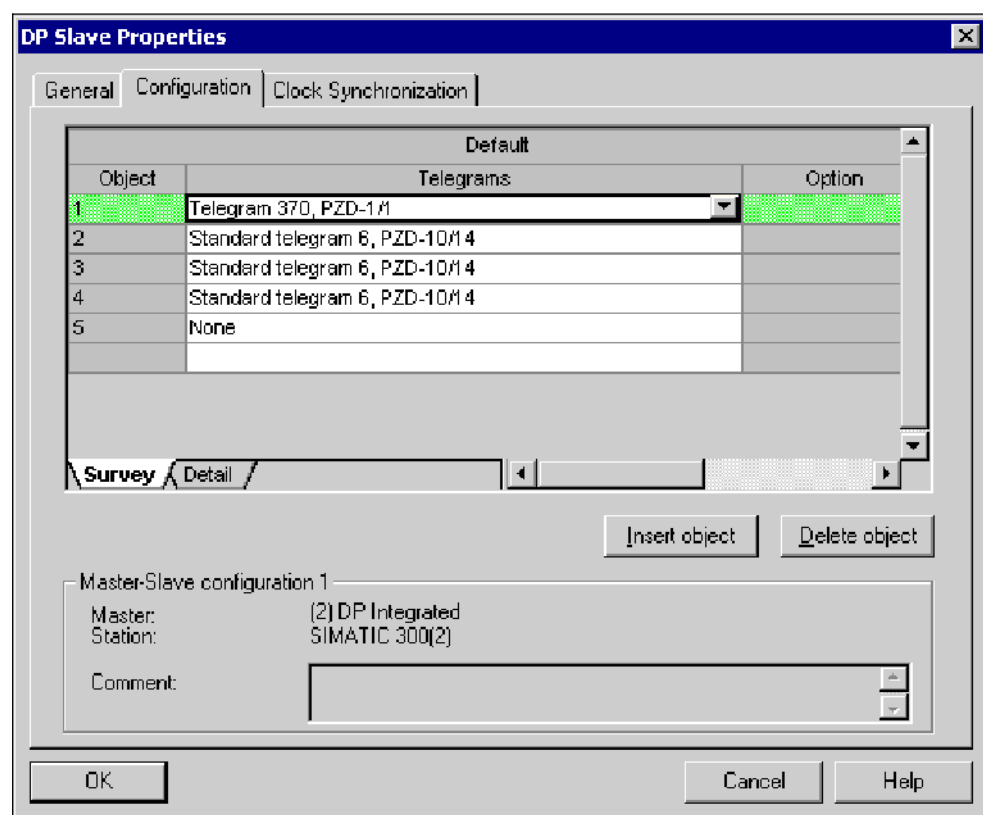 DP Slave Properties
General Configuration Clock Synchronization
Default
Object Telegrams Option
1 Telegram 370, PZD-1/1
2 Standard telegram 6, PZD-10/14
3 Standard telegram 6, PZD-10/14
4 Standard telegram 6, PZD-10/14
5 None
Survey Detail
Insert object Delete object
Master-Slave configuration 1
Master: (2) DP Integrated
Station: SIMATIC 300(2)
Comment:
OK Cancel Help